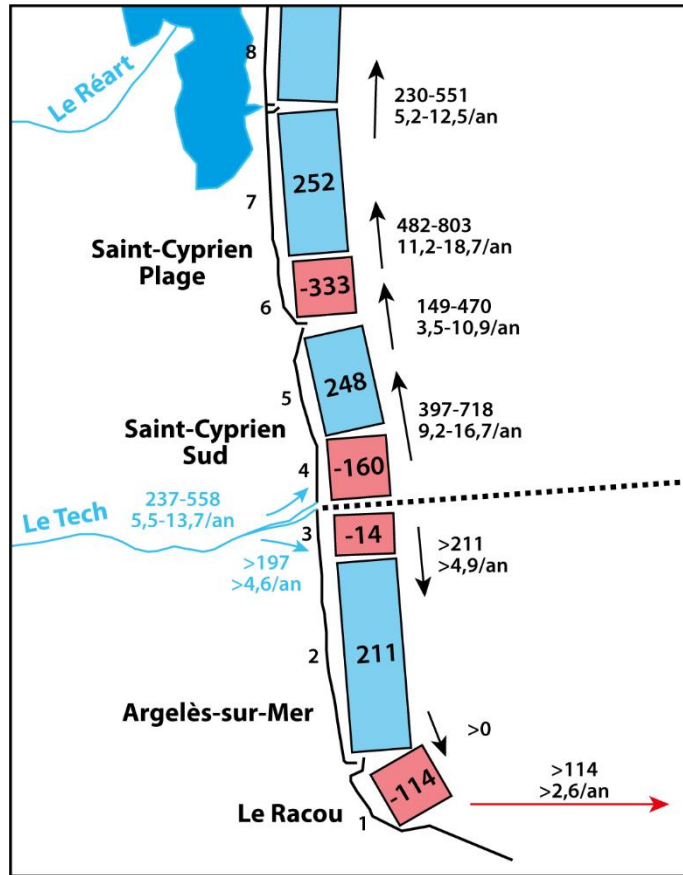 8
Le Réart
230-551
5,2-12,5/an
252
7
482-803
11,2-18,7/an
Saint-Cyprien
Plage
-333
6
149-470
3,5-10,9/an
248
5
397-718
9,2-16,7/an
Saint-Cyprien
Sud
4
-160
237-558
5,5-13,7/an
Le Tech
3
-14
>197
>4,6/an
>211
>4,9/an
2
211
Argelès-sur-Mer
>0
-114
>114
>2,6/an
Le Racou
1